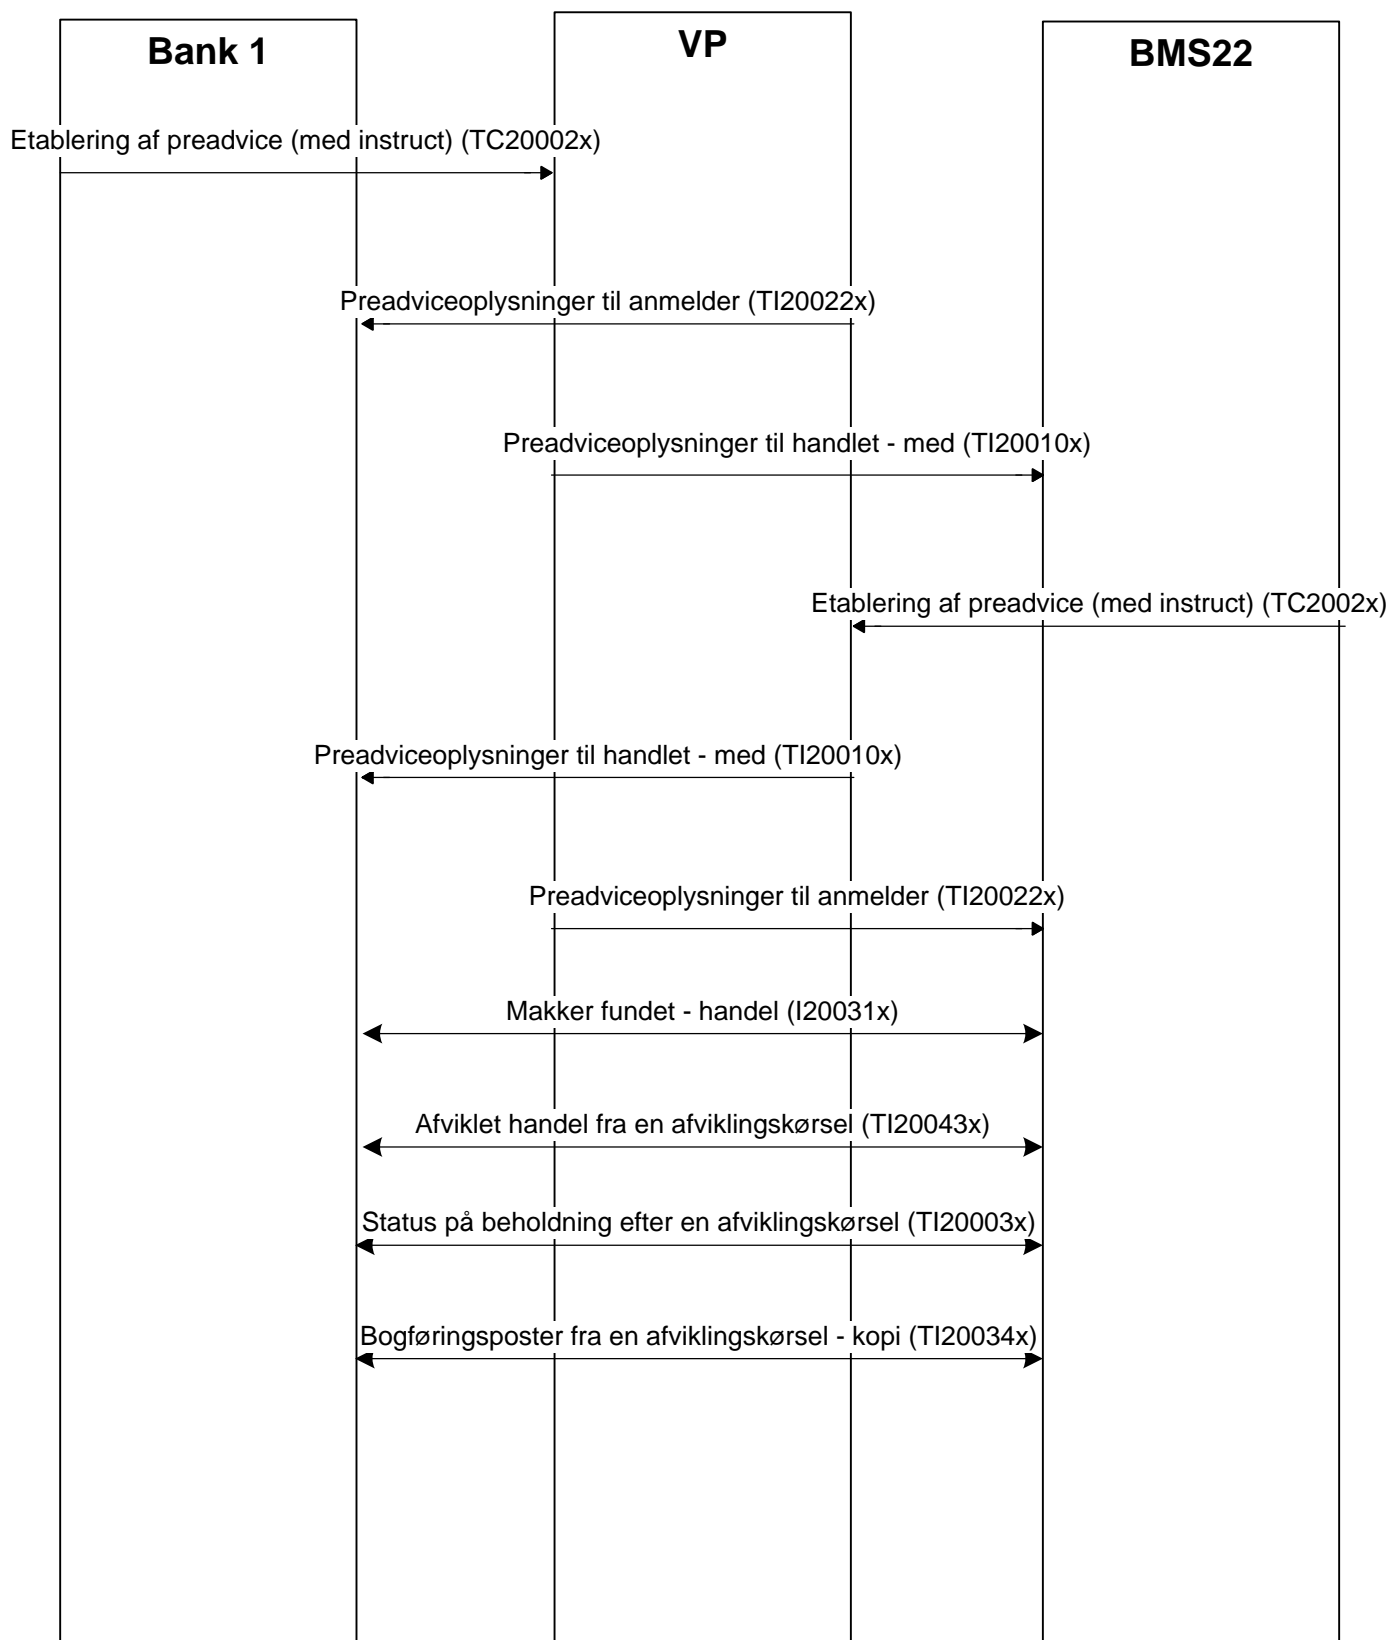 Bank 1
VP
BMS22
Etablering af preadvice (med instruct) (TC20002x)
Preadviceoplysninger til anmelder (TI20022x)
Preadviceoplysninger til handlet - med (TI20010x)
Etablering af preadvice (med instruct) (TC2002x)
Preadviceoplysninger til handlet - med (TI20010x)
Preadviceoplysninger til anmelder (TI20022x)
Makker fundet - handel (I20031x)
Afviklet handel fra en afviklingskørsel (TI20043x)
Status på beholdning efter en afviklingskørsel (TI20003x)
Bogføringsposter fra en afviklingskørsel - kopi (TI20034x)